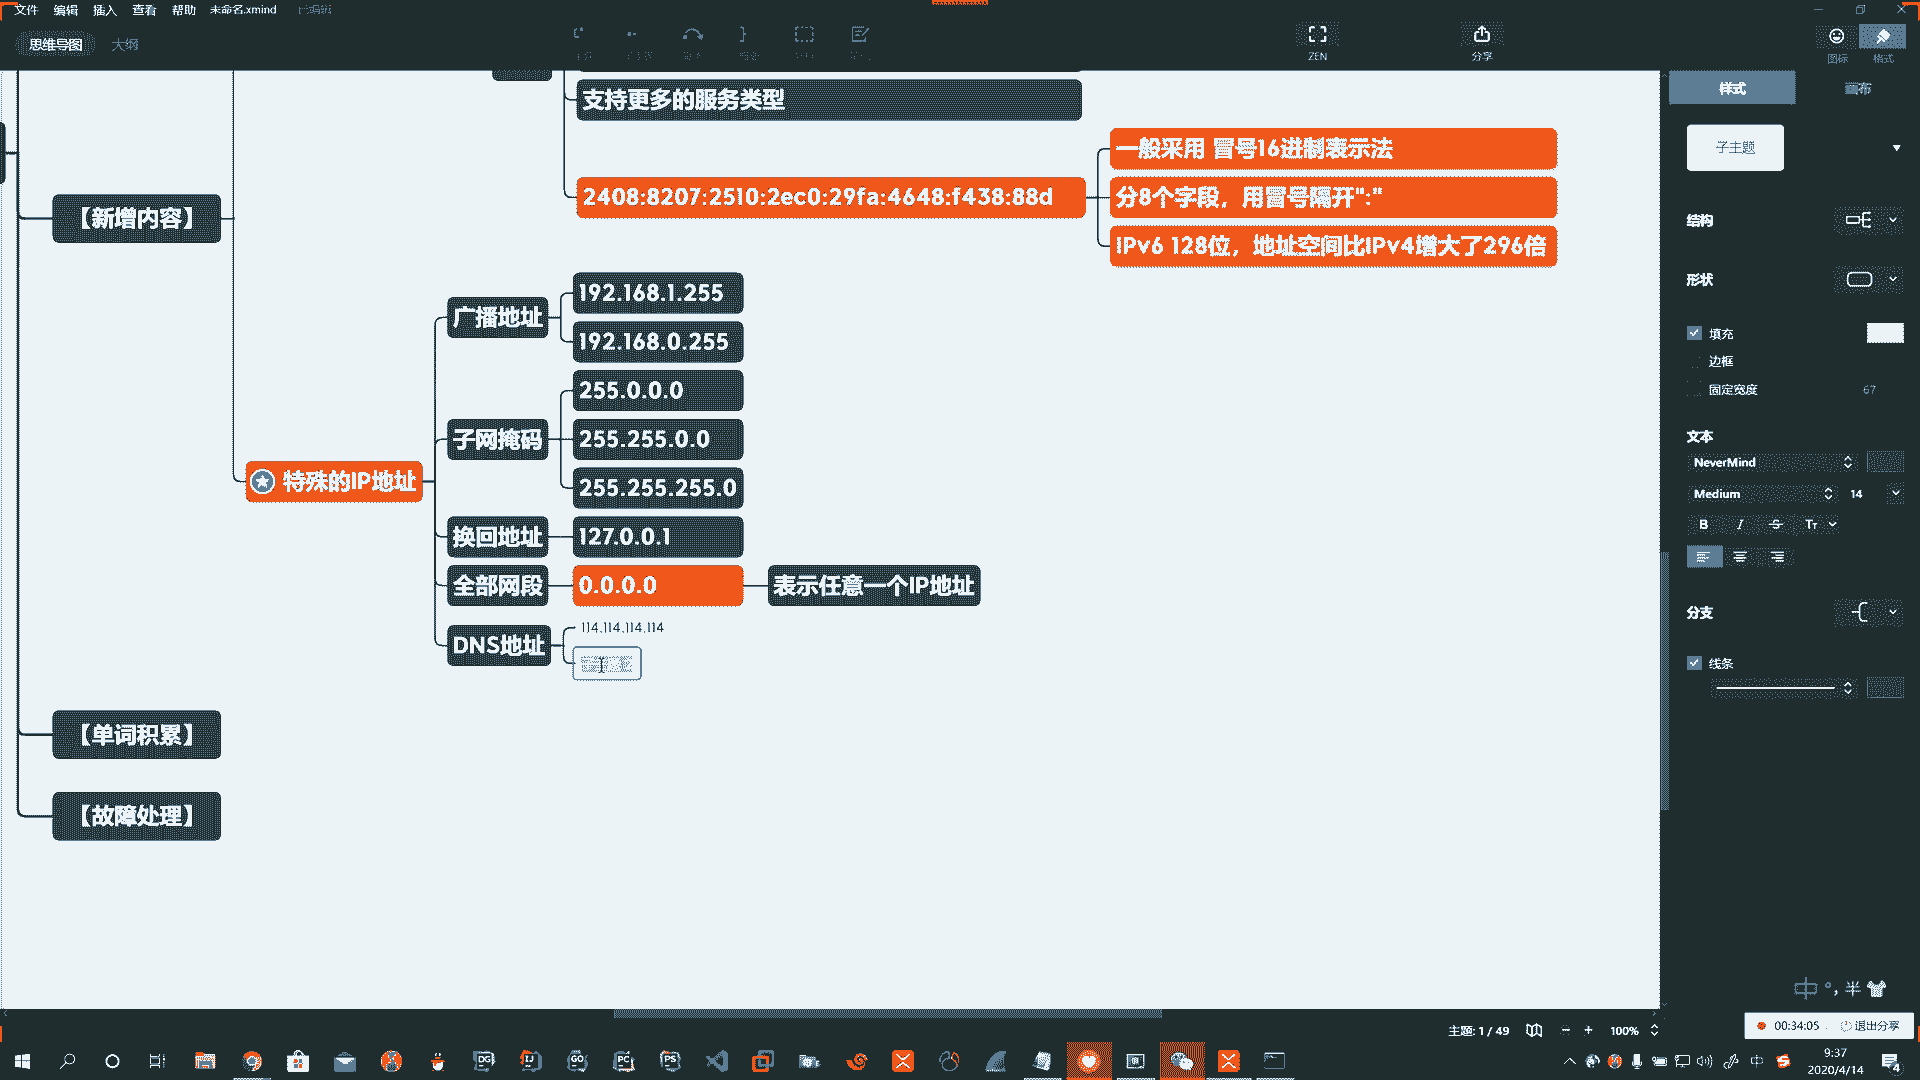 文件 编辑 插入 查看 帮助 未命名.xmind 已编辑
思维导图 大纲
ZEN
分享
图标
格式
支持更多的服务类型
2408:8207:2510:2ec0:29fa:4648:f438:88d
一般采用 冒号16进制表示法
分8个字段，用冒号隔开":"
IPv6 128位，地址空间比IPv4增大了296倍
【新增内容】
特殊的IP地址
广播地址
192.168.1.255
192.168.0.255
子网掩码
255.0.0.0
255.255.0.0
255.255.255.0
换回地址
127.0.0.1
全部网段
0.0.0.0
表示任意一个IP地址
DNS地址
114.114.114.114
【单词积累】
【故障处理】
样式 画布
子主题
结构
形状
填充
边框
固定宽度 67
文本
NeverMind
Medium 14
B I S Tт
分支
线条
中 °, 半
主题: 1 / 49 100%
00:34:05 退出分享
DG IJ GO PC PS
中
9:37
2020/4/14
4